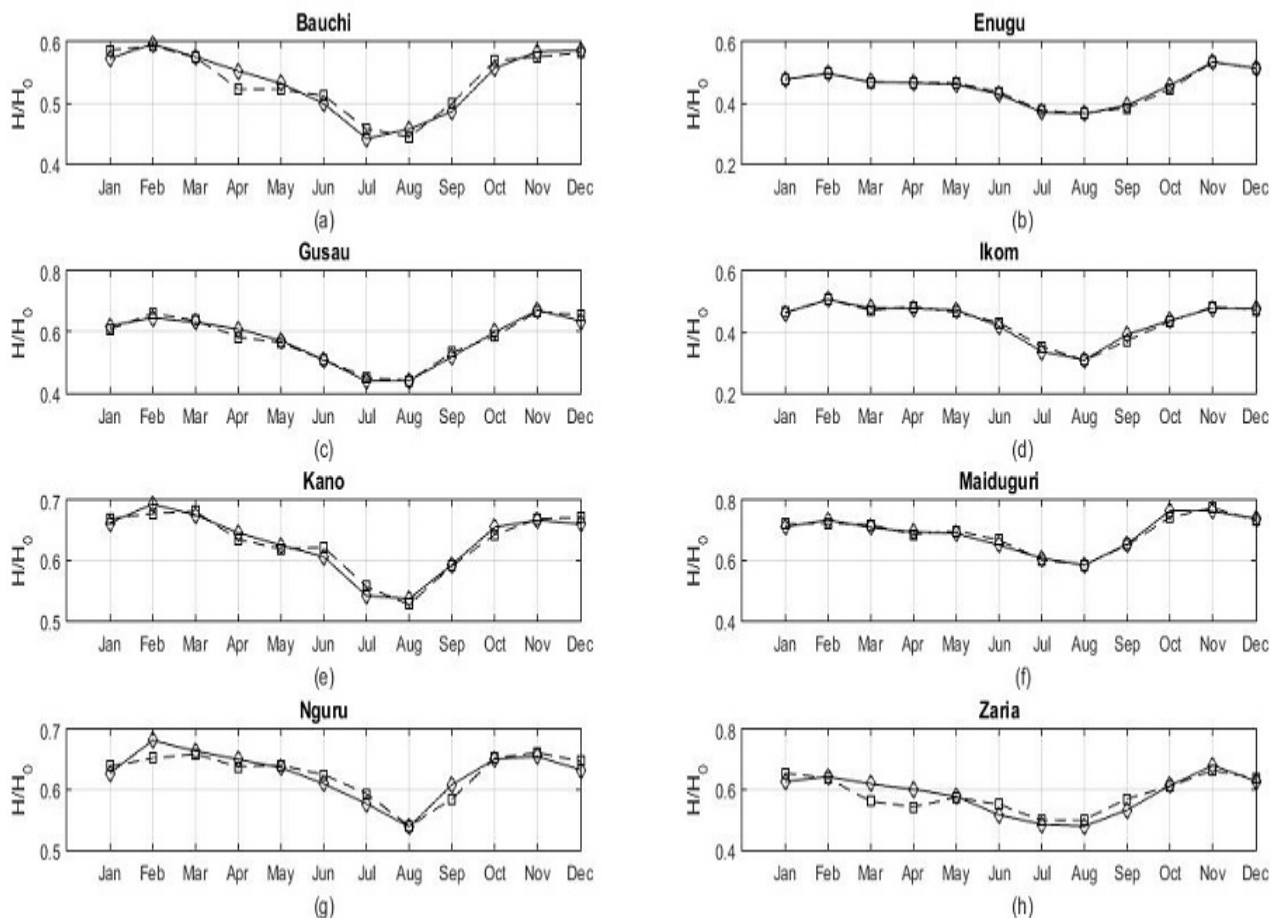 Bauchi
0.6
0.5
0.4
H/H₀
Jan Feb Mar Apr May Jun Jul Aug Sep Oct Nov Dec
(a)
Enugu
0.6
0.4
0.2
H/H₀
Jan Feb Mar Apr May Jun Jul Aug Sep Oct Nov Dec
(b)
Gusau
0.8
0.6
0.4
H/H₀
Jan Feb Mar Apr May Jun Jul Aug Sep Oct Nov Dec
(c)
Ikom
0.6
0.4
0.2
H/H₀
Jan Feb Mar Apr May Jun Jul Aug Sep Oct Nov Dec
(d)
Kano
0.7
0.6
0.5
H/H₀
Jan Feb Mar Apr May Jun Jul Aug Sep Oct Nov Dec
(e)
Maiduguri
0.8
0.6
0.4
H/H₀
Jan Feb Mar Apr May Jun Jul Aug Sep Oct Nov Dec
(f)
Nguru
0.7
0.6
0.5
H/H₀
Jan Feb Mar Apr May Jun Jul Aug Sep Oct Nov Dec
(g)
Zaria
0.8
0.6
0.4
H/H₀
Jan Feb Mar Apr May Jun Jul Aug Sep Oct Nov Dec
(h)